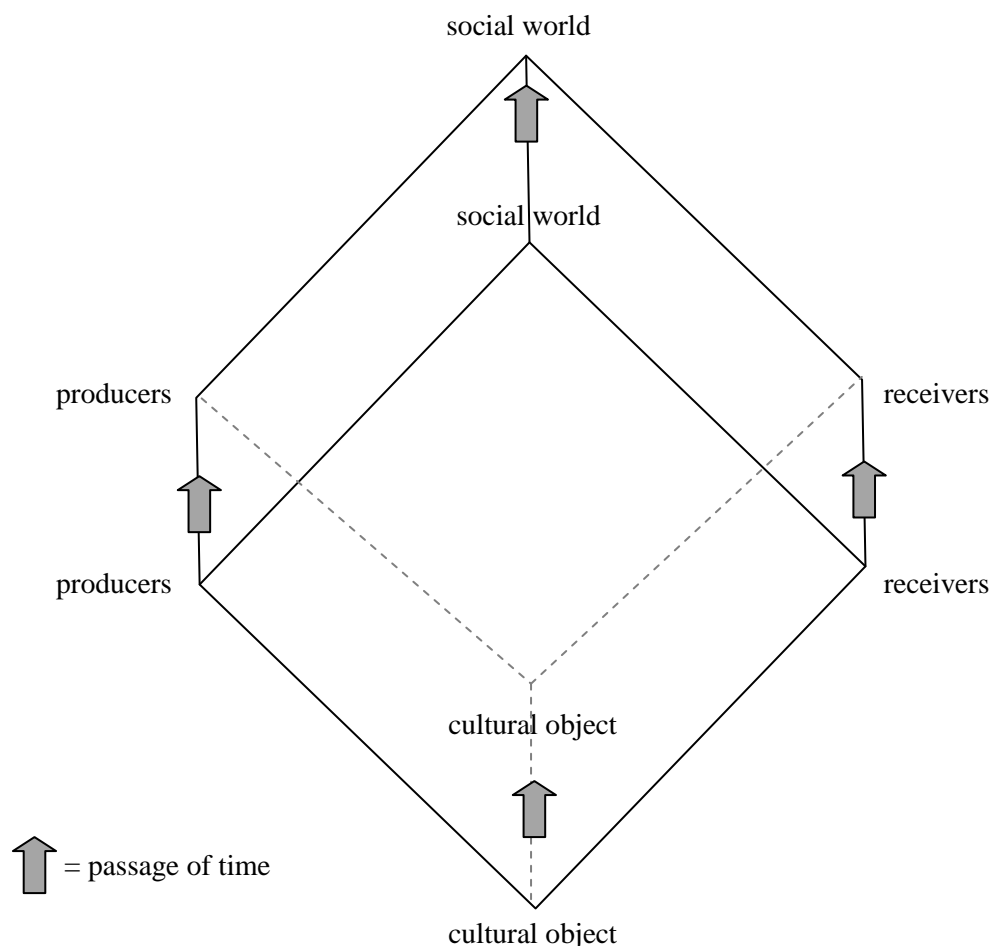 social world
social world
producers
receivers
producers
receivers
cultural object
= passage of time
cultural object